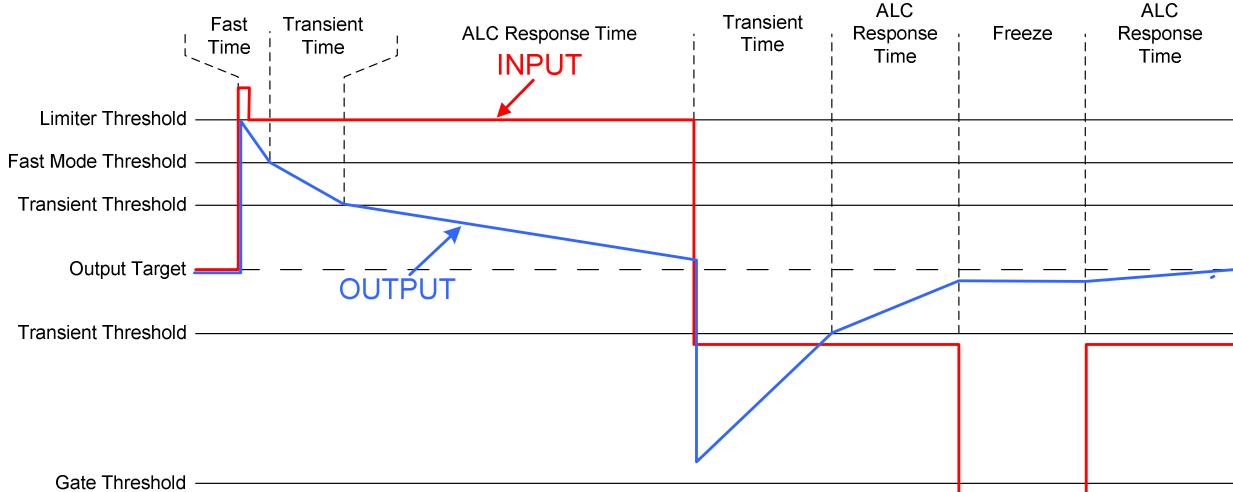 Fast
Time
Transient
Time
ALC Response Time
Transient
Time
ALC
Response
Time
Freeze
ALC
Response
Time
INPUT
Limiter Threshold
Fast Mode Threshold
Transient Threshold
Output Target
OUTPUT
Transient Threshold
Gate Threshold